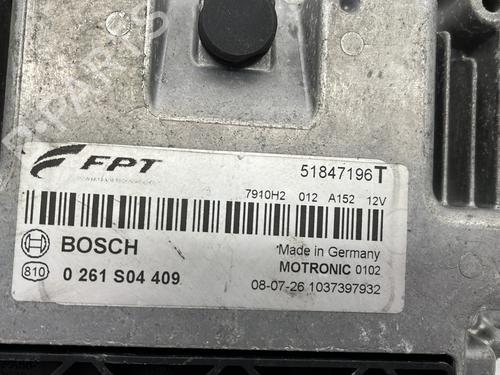 FPT
51847196T
7910H2 012 A152 12V
BOSCH
Made in Germany
810
0 261 S04 409
MOTRONIC 0102
08-07-26 1037397932